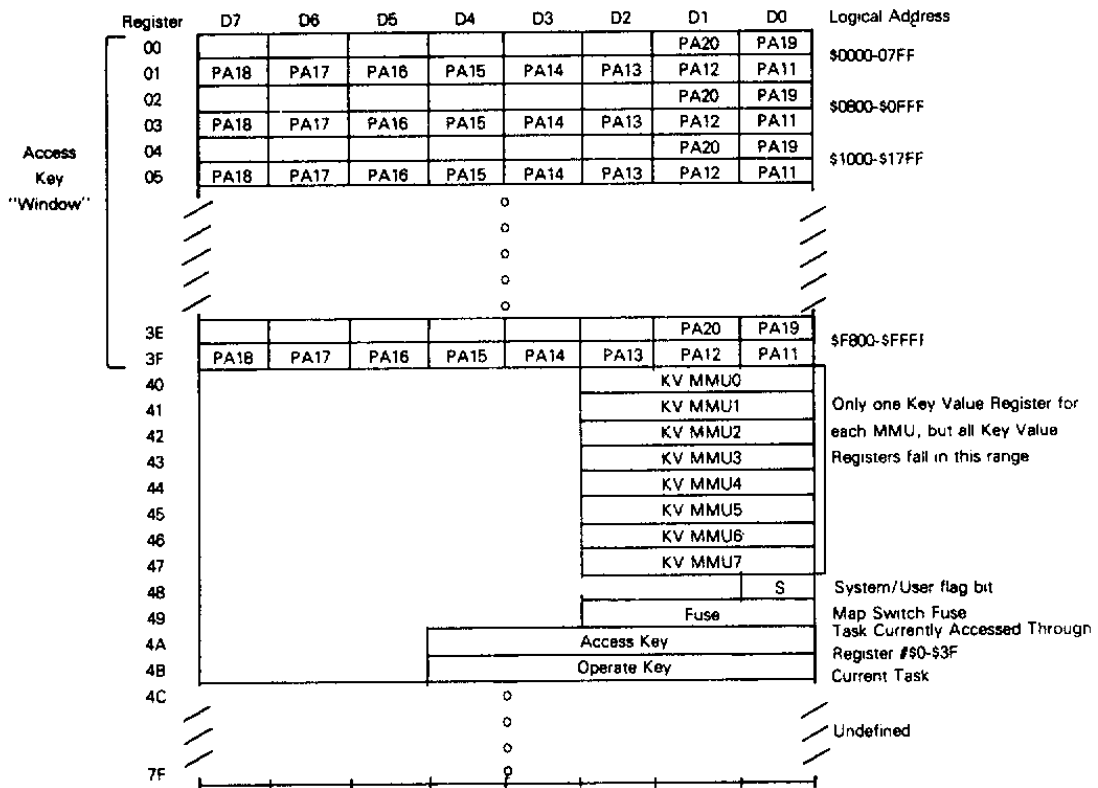 Register D7 D6 D5 D4 D3 D2 D1 D0 Logical Address
00 PA20 PA19
$0000-07FF
01 PA18 PA17 PA16 PA15 PA14 PA13 PA12 PA11
02 PA20 PA19
$0800-$0FFF
03 PA18 PA17 PA16 PA15 PA14 PA13 PA12 PA11
04 PA20 PA19
$1000-$17FF
05 PA18 PA17 PA16 PA15 PA14 PA13 PA12 PA11
Access
Key
"Window"
3E PA20 PA19
$F800-$FFFF
3F PA18 PA17 PA16 PA15 PA14 PA13 PA12 PA11
40 KV MMU0
41 KV MMU1
42 KV MMU2
43 KV MMU3
44 KV MMU4
45 KV MMU5
46 KV MMU6
47 KV MMU7
Only one Key Value Register for
each MMU, but all Key Value
Registers fall in this range
48 S System/User flag bit
49 Fuse Map Switch Fuse
4A Access Key Task Currently Accessed Through
Register #$0-$3F
4B Operate Key Current Task
4C
Undefined
7F